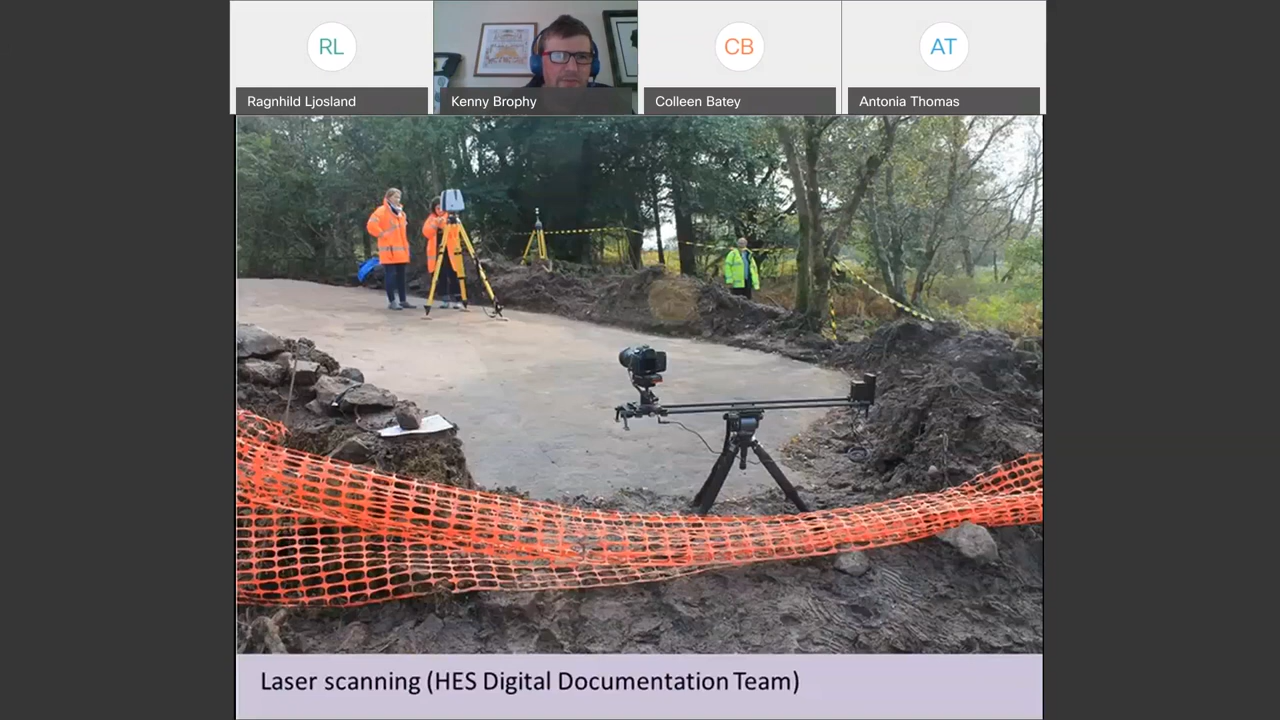 RL
CB
AT
Ragnhild Ljosland
Kenny Brophy
Colleen Batey
Antonia Thomas
Laser scanning (HES Digital Documentation Team)